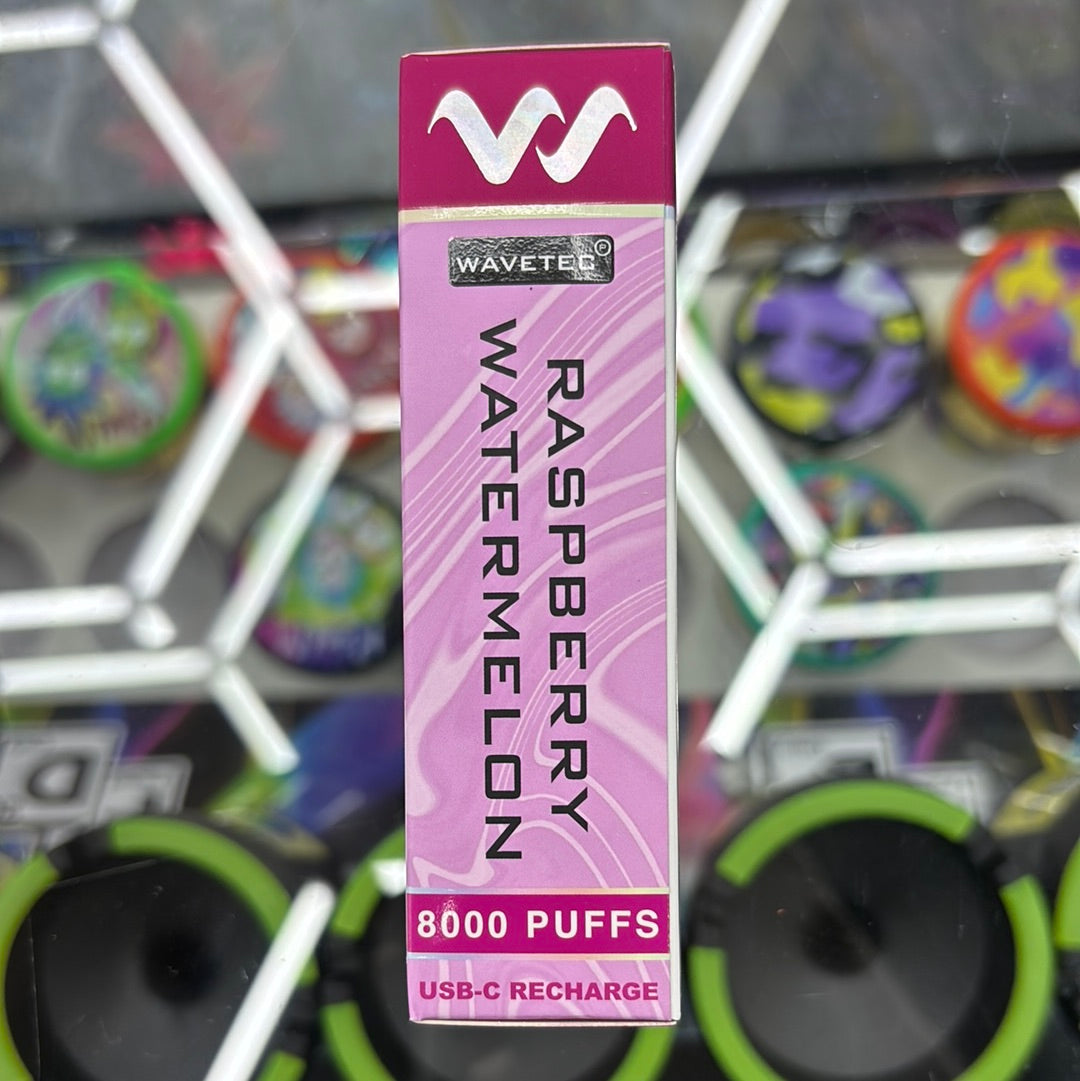 WAVETEC®
RASPBERRY
WATERMELON
8000 PUFFS
USB-C RECHARGE